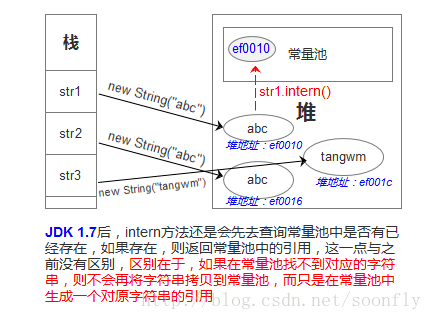 栈
ef0010
常量池
str1
new String("abc")
str1.intern()
堆
str2
new String("abc")
abc
堆地址：ef0010
tangwm
str3
new String("tangwm")
abc
堆地址：ef001c
堆地址：ef0016
JDK 1.7后，intern方法还是会先去查询常量池中是否有已
经存在，如果存在，则返回常量池中的引用，这一点与之
前没有区别，区别在于，如果在常量池找不到对应的字符
串，则不会再将字符串拷贝到常量池，而只是在常量池中
生成一个对原字符串的引用
http://blog.csdn.net/soonfly